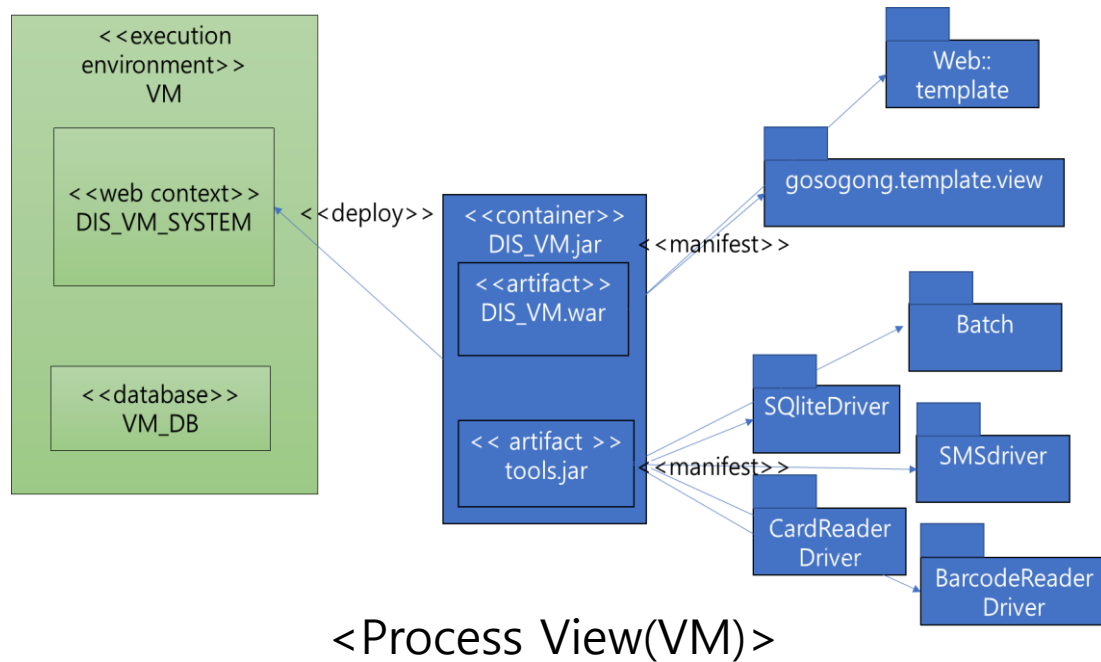 <<execution
environment>>
VM
<<web context>>
DIS_VM_SYSTEM
<<database>>
VM_DB
<<deploy>>
<<container>>
DIS_VM.jar
<<artifact>>
DIS_VM.war
<< artifact >>
tools.jar
<<manifest>>
<<manifest>>
Web::
template
gosogong.template.view
Batch
SQliteDriver
SMSdriver
CardReader
Driver
BarcodeReader
Driver
<Process View(VM)>